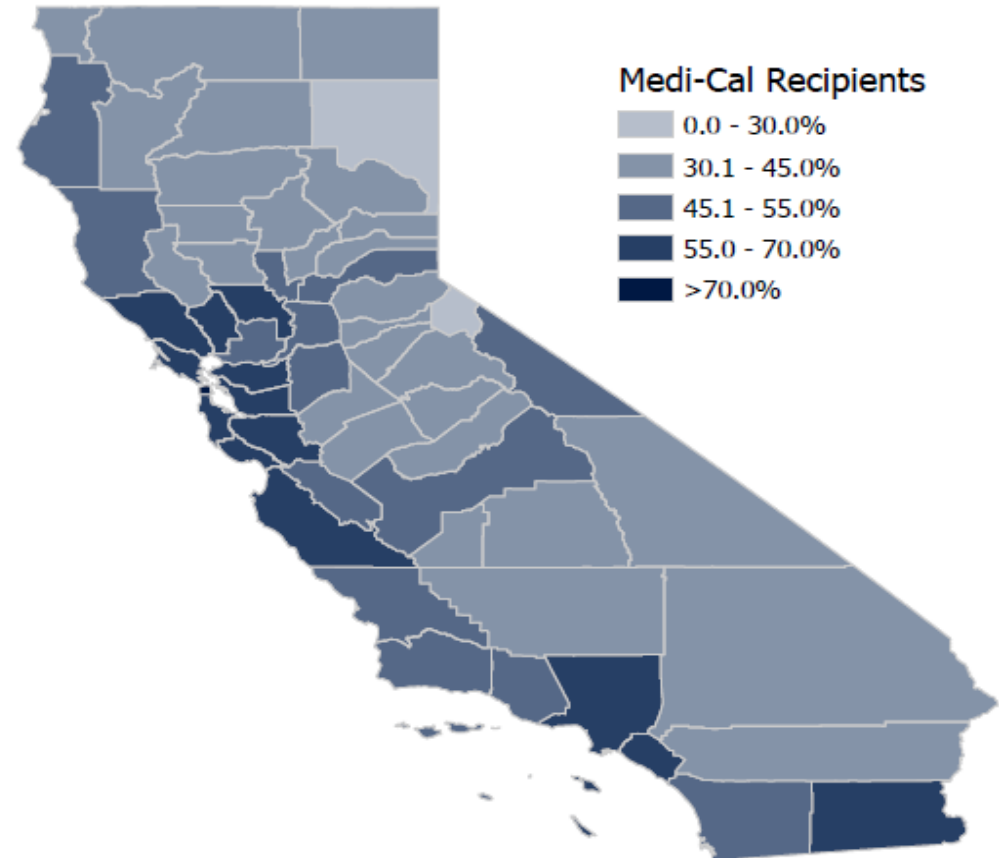 Medi-Cal Recipients
0.0 - 30.0%
30.1 - 45.0%
45.1 - 55.0%
55.0 - 70.0%
>70.0%